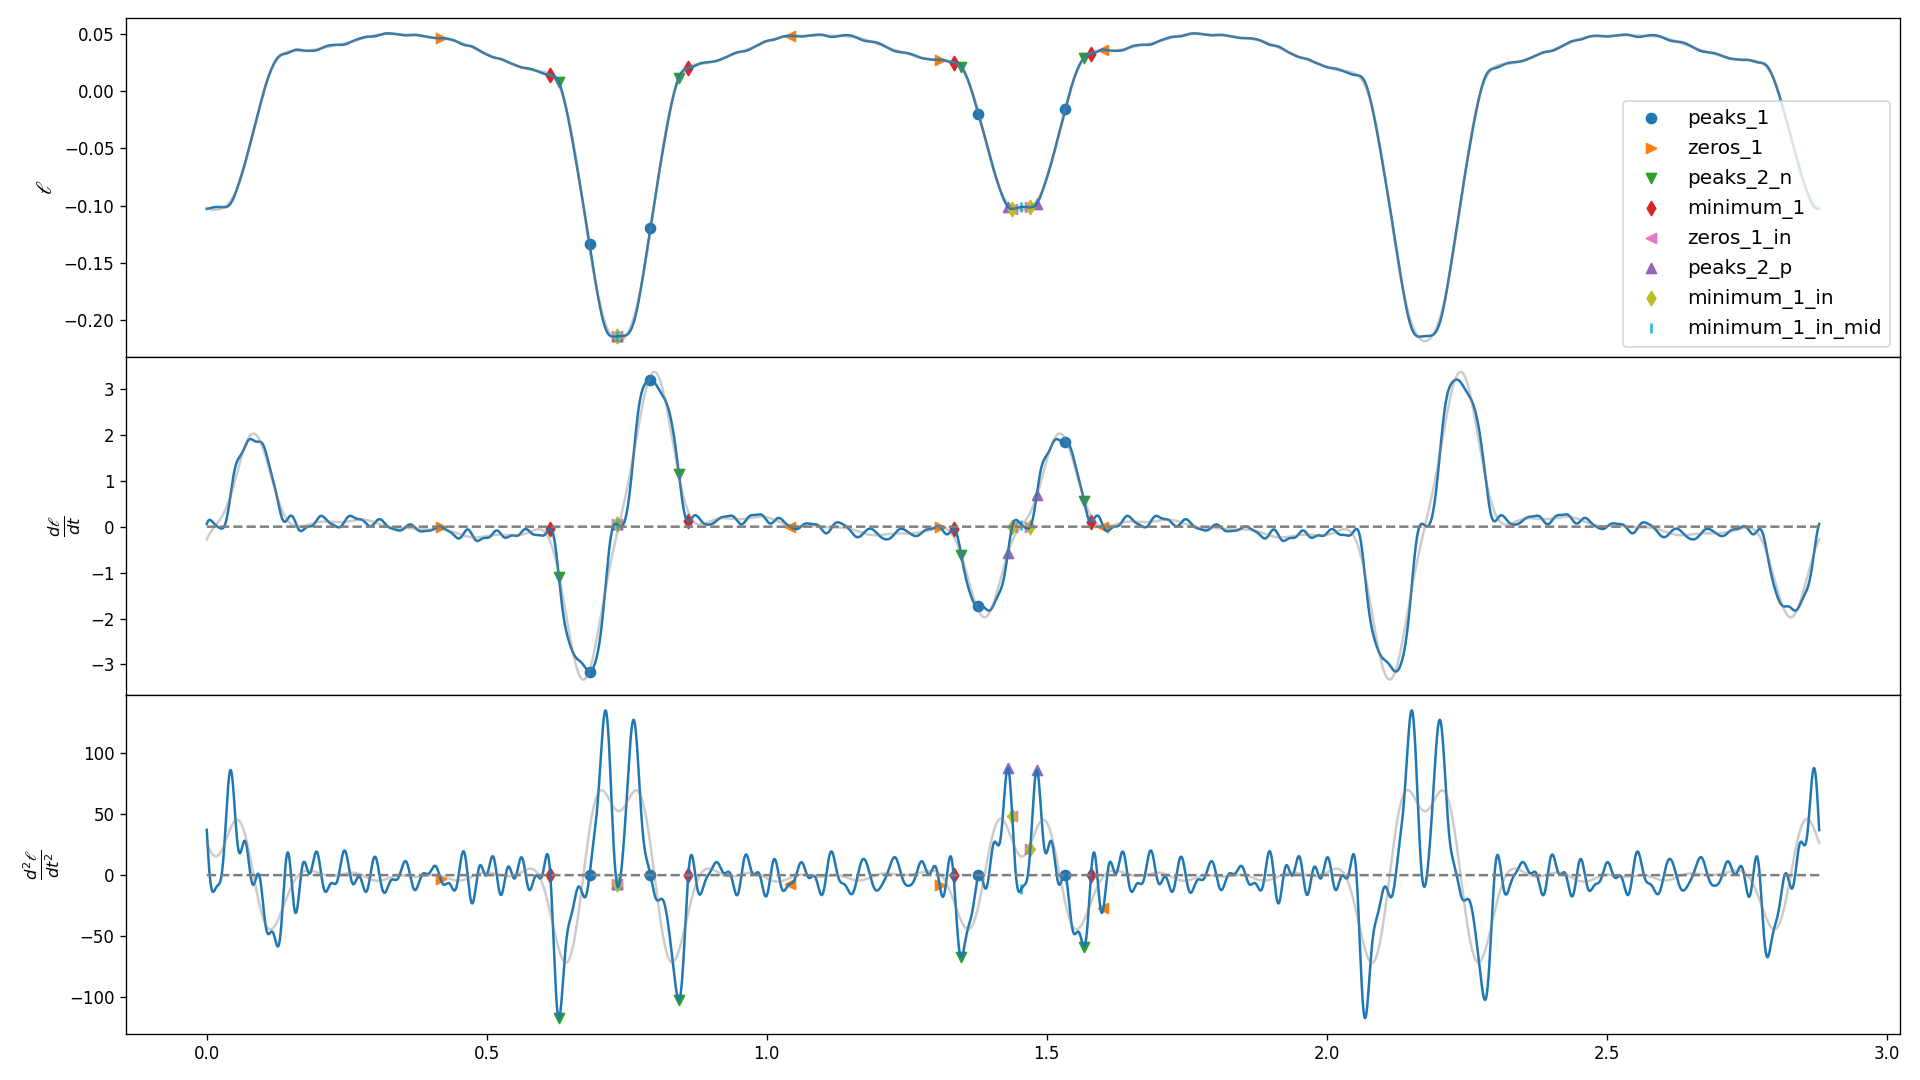 0.05
0.00
−0.05
−0.10
−0.15
−0.20
ℓ
peaks_1
zeros_1
peaks_2_n
minimum_1
zeros_1_in
peaks_2_p
minimum_1_in
minimum_1_in_mid
3
2
1
0
−1
−2
−3
dℓ
dt
100
50
0
−50
−100
d²ℓ
dt²
0.0 0.5 1.0 1.5 2.0 2.5 3.0